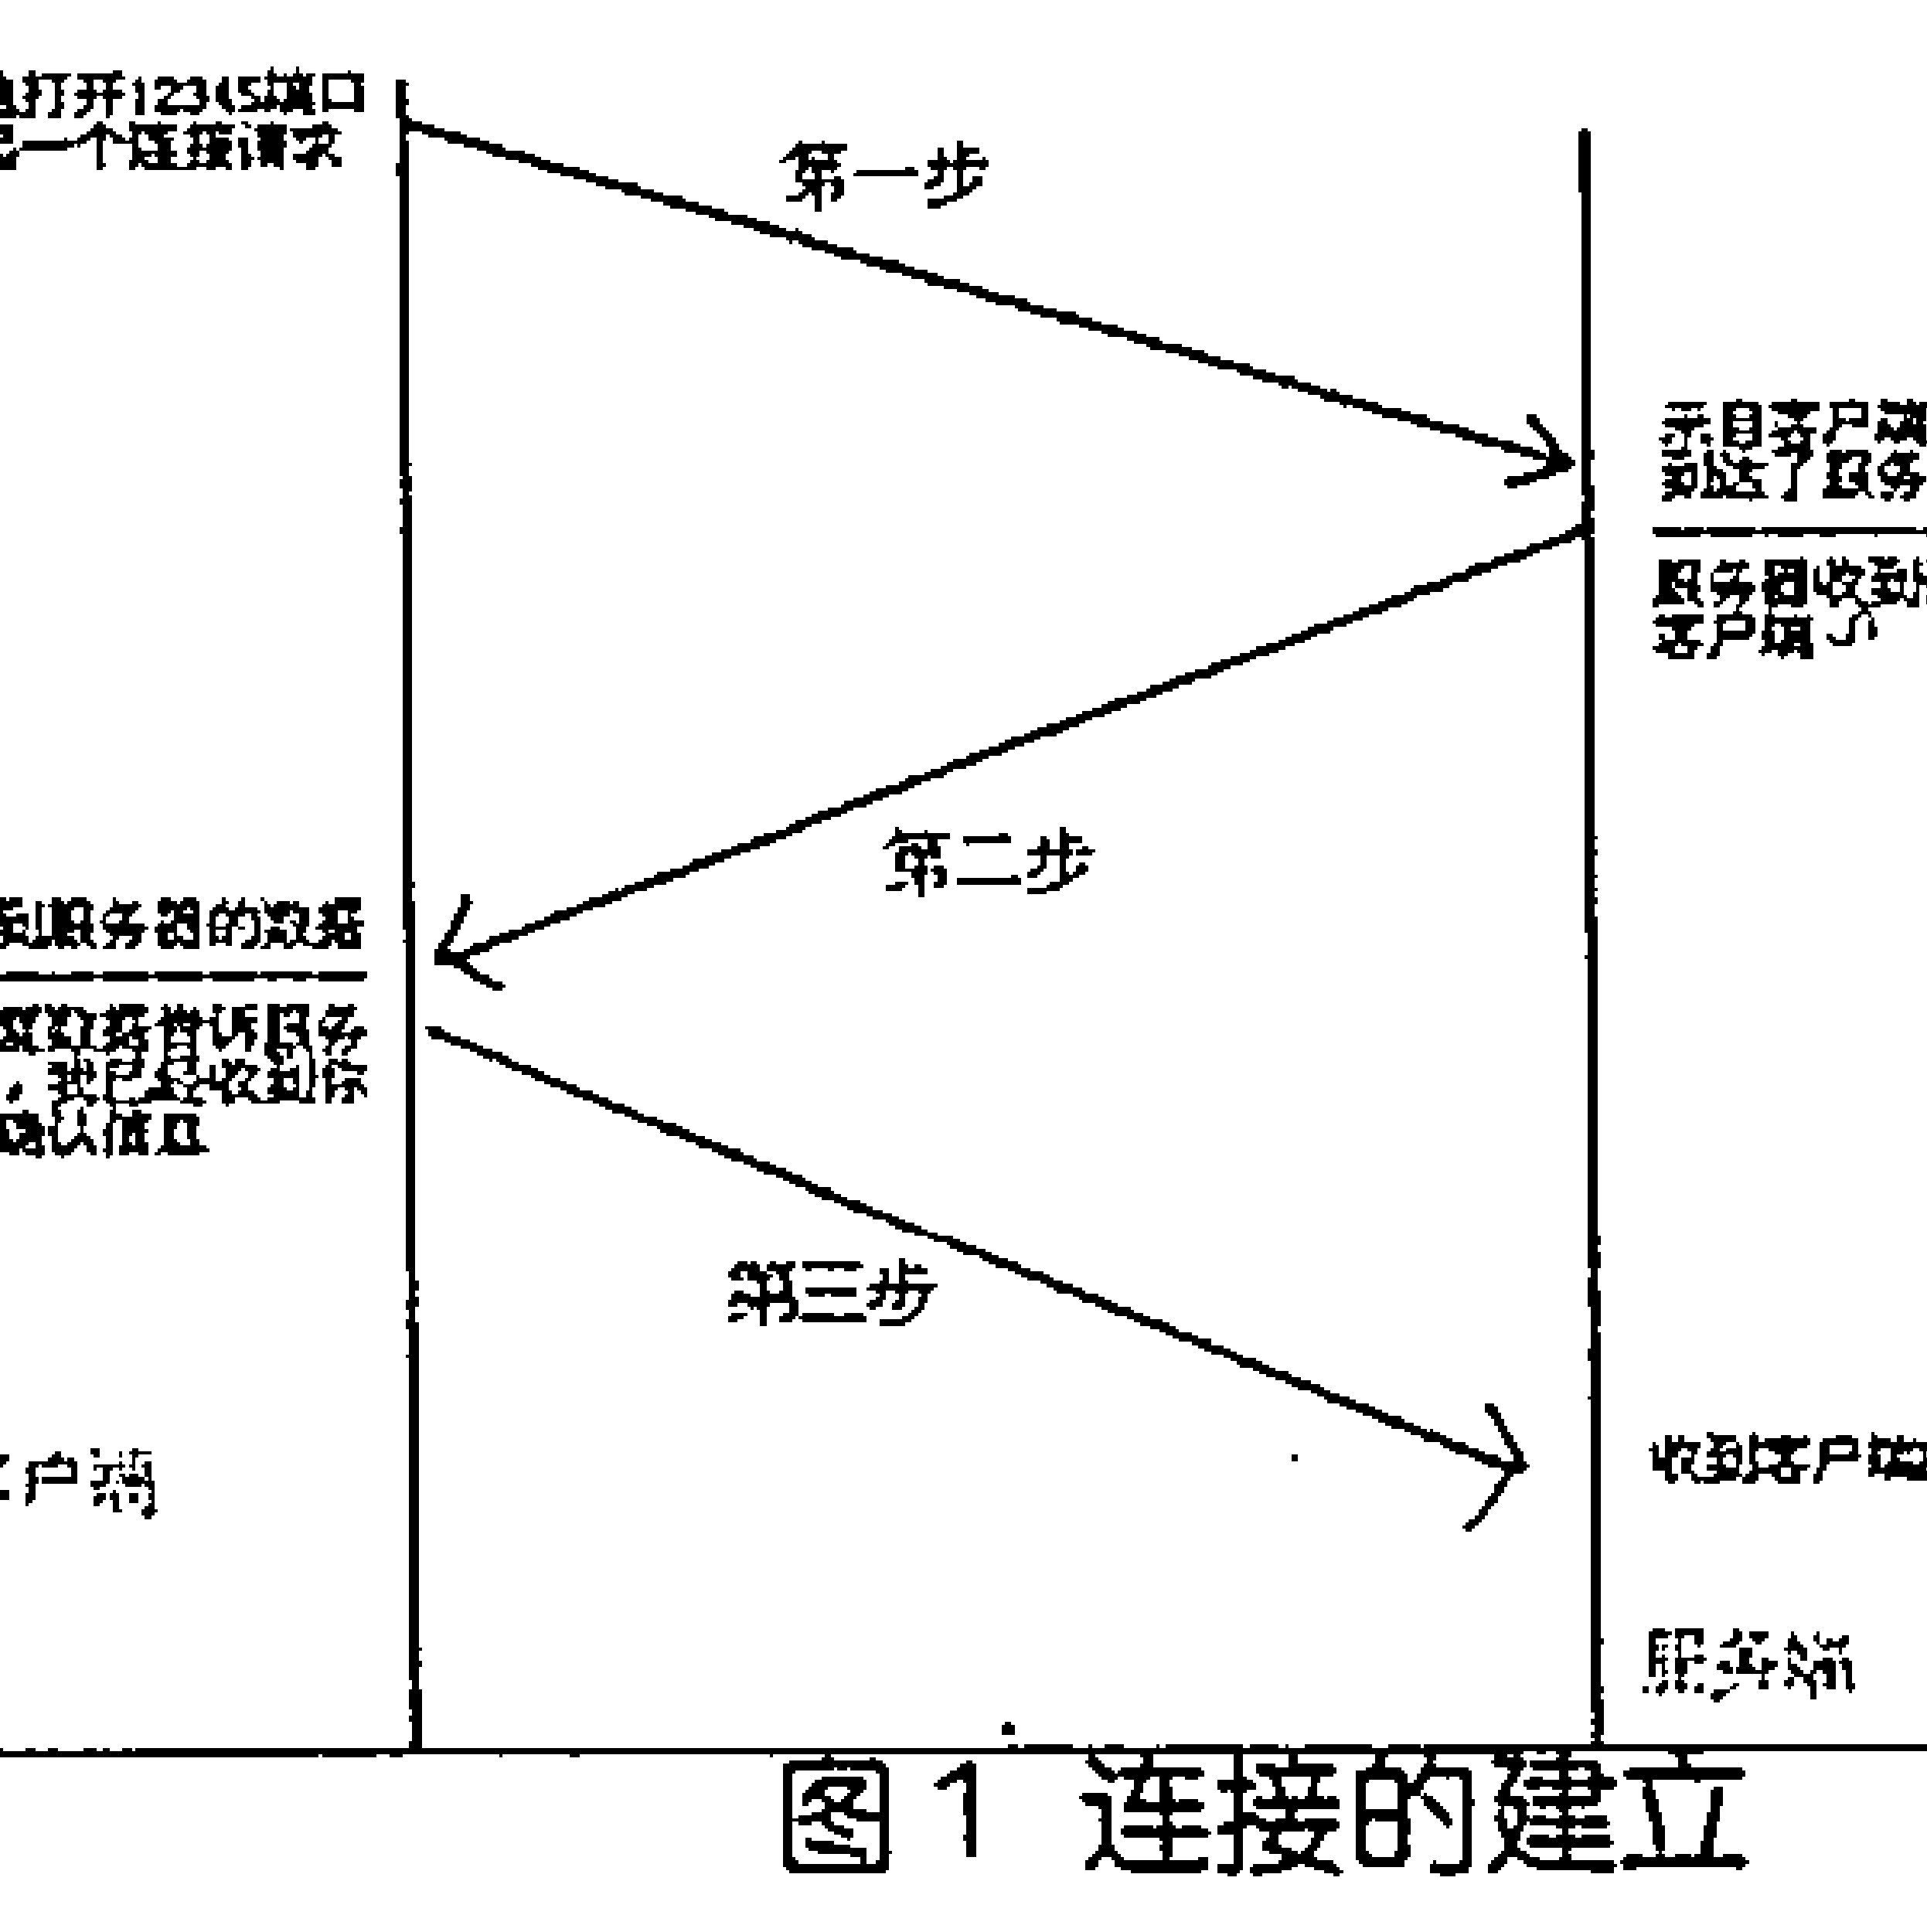 打开12345端口
一个连接请求
第一步
来自客户端
到达了服务
服务器收到
客户端
第二步
到服务器的数据
数据告诉服务
，我已经收到你
确认信息
第三步
户端
收到客户端
服务端
图1 连接的建立